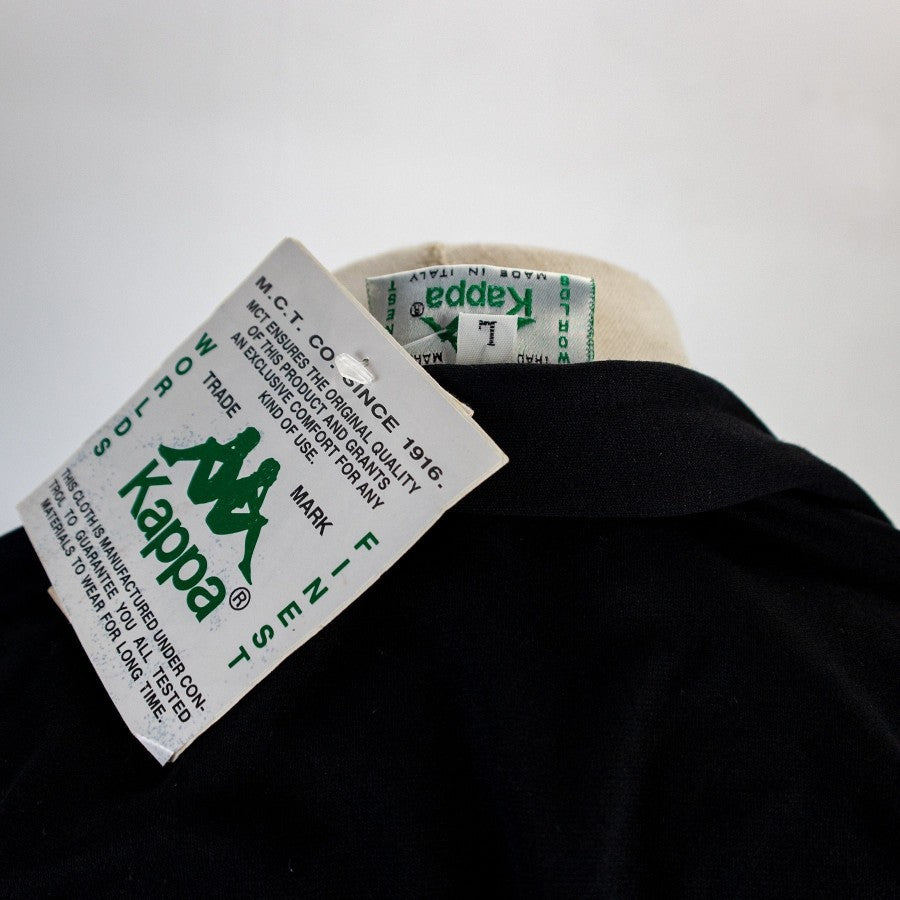 M.C.T. CO. SINCE 1916.
MCT ENSURES THE ORIGINAL QUALITY
OF THIS PRODUCT AND GRANTS
AN EXCLUSIVE COMFORT FOR ANY
KIND OF USE.
WORLD'S
TRADE MARK
Kappa®
FINEST
THIS CLOTH IS MANUFACTURED UNDER CON-
TROL TO GUARANTEE YOU ALL TESTED
MATERIALS TO WEAR FOR LONG TIME.
MADE IN ITALY
Kappa
®
L